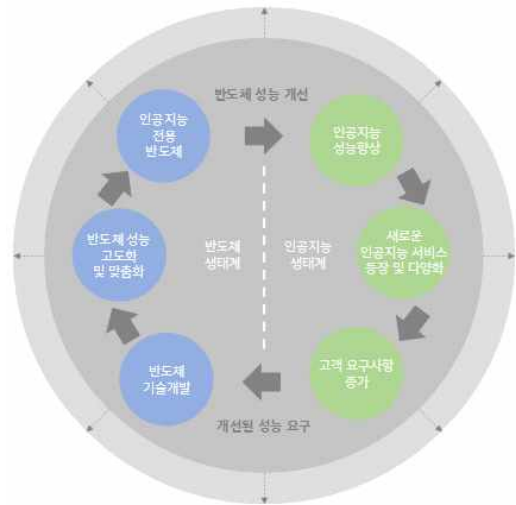 반도체 성능 개선
인공지능
전용
반도체
인공지능
성능향상
반도체 성능
고도화
및 맞춤화
반도체
생태계
인공지능
생태계
새로운
인공지능 서비스
등장 및 다양화
반도체
기술개발
고객 요구사항
증가
개선된 성능 요구